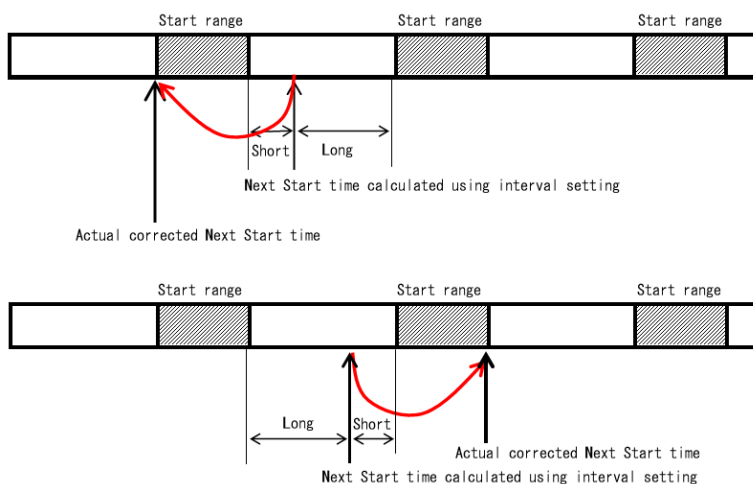 Start range Start range Start range
Short Long
Next Start time calculated using interval setting
Actual corrected Next Start time
Start range Start range Start range
Long Short
Actual corrected Next Start time
Next Start time calculated using interval setting